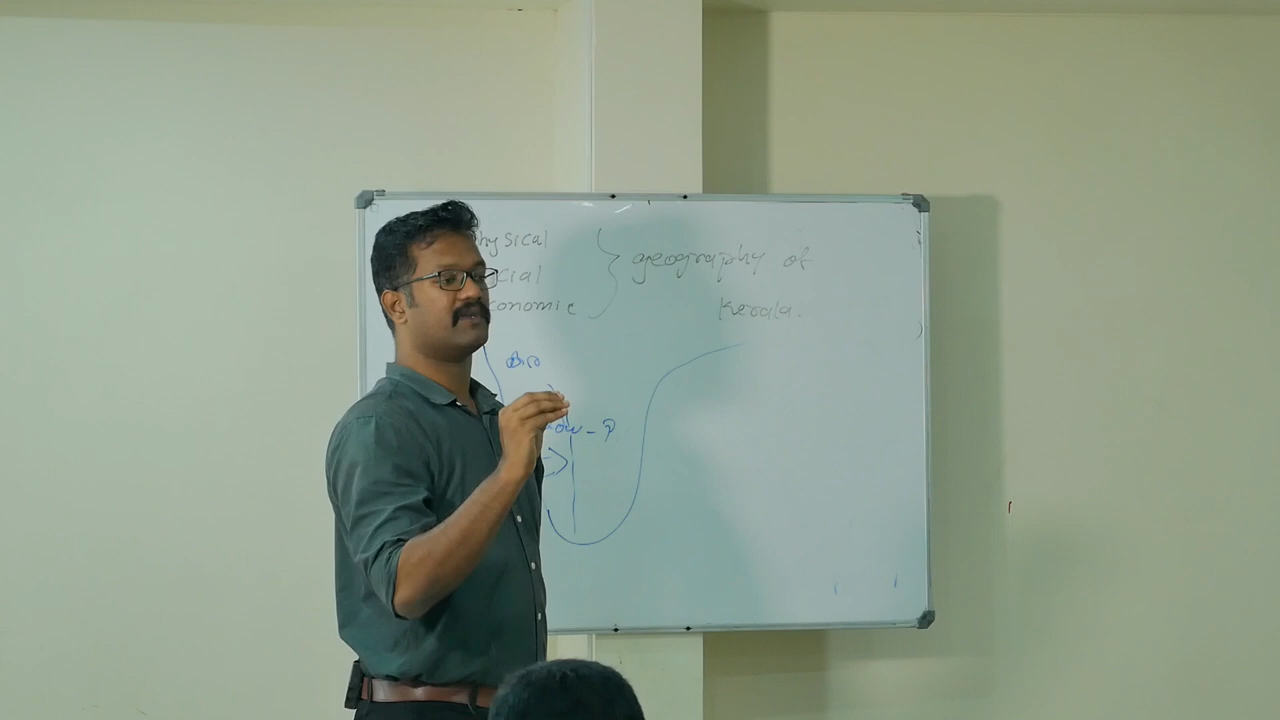 hysical
cial
conomic
geography of
Kerala.